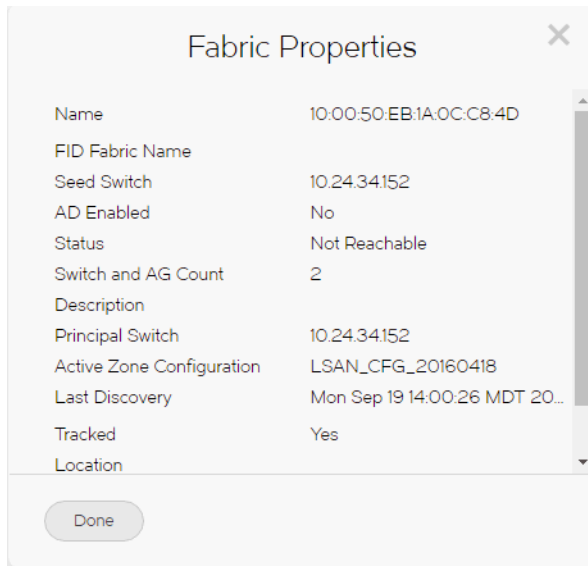 Fabric Properties
Name 10:00:50:EB:1A:0C:C8:4D
FID Fabric Name
Seed Switch 10.24.34.152
AD Enabled No
Status Not Reachable
Switch and AG Count 2
Description
Principal Switch 10.24.34.152
Active Zone Configuration LSAN_CFG_20160418
Last Discovery Mon Sep 19 14:00:26 MDT 20...
Tracked Yes
Location
Done